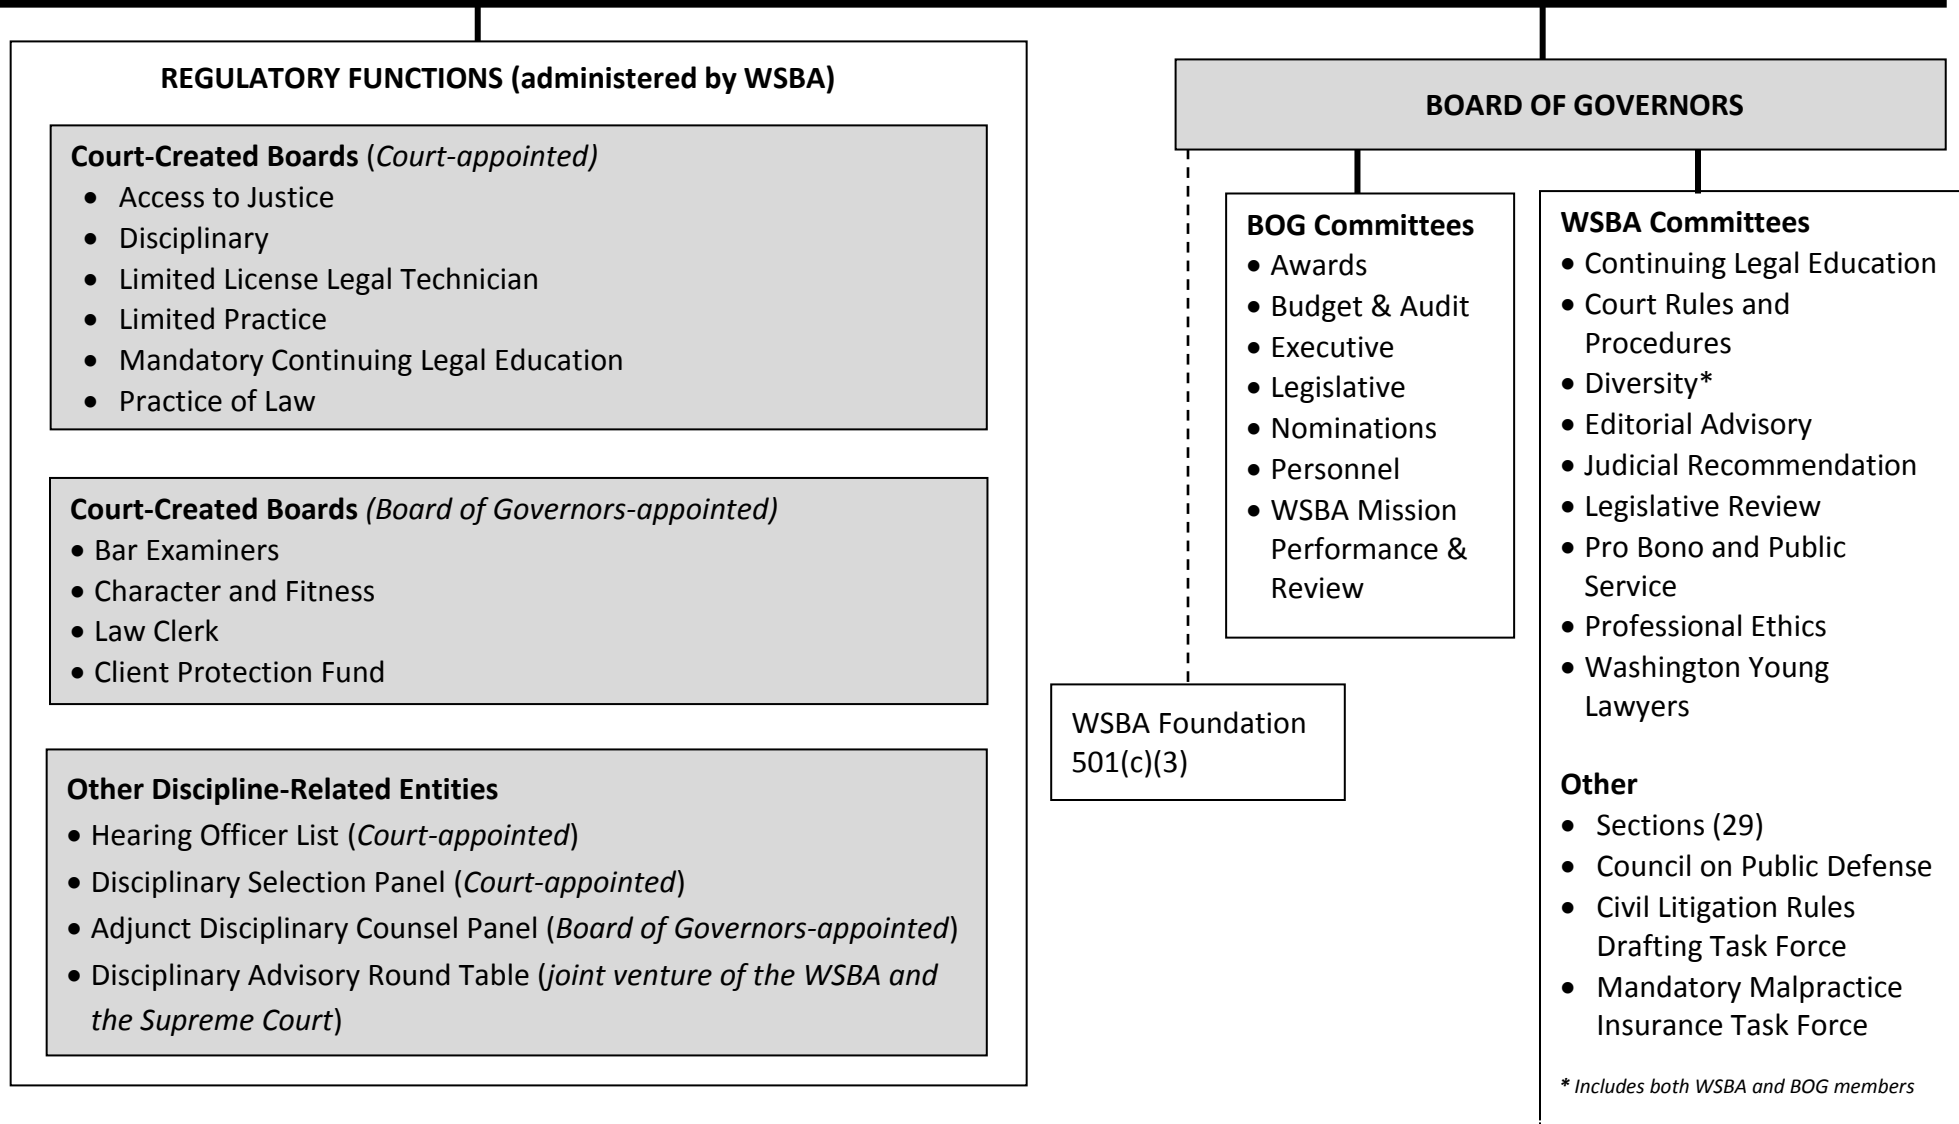 REGULATORY FUNCTIONS (administered by WSBA)
Court-Created Boards (Court-appointed)
• Access to Justice
• Disciplinary
• Limited License Legal Technician
• Limited Practice
• Mandatory Continuing Legal Education
• Practice of Law
Court-Created Boards (Board of Governors-appointed)
• Bar Examiners
• Character and Fitness
• Law Clerk
• Client Protection Fund
Other Discipline-Related Entities
• Hearing Officer List (Court-appointed)
• Disciplinary Selection Panel (Court-appointed)
• Adjunct Disciplinary Counsel Panel (Board of Governors-appointed)
• Disciplinary Advisory Round Table (joint venture of the WSBA and
the Supreme Court)
BOARD OF GOVERNORS
WSBA Foundation
501(c)(3)
BOG Committees
• Awards
• Budget & Audit
• Executive
• Legislative
• Nominations
• Personnel
• WSBA Mission
Performance &
Review
WSBA Committees
• Continuing Legal Education
• Court Rules and
Procedures
• Diversity*
• Editorial Advisory
• Judicial Recommendation
• Legislative Review
• Pro Bono and Public
Service
• Professional Ethics
• Washington Young
Lawyers
Other
• Sections (29)
• Council on Public Defense
• Civil Litigation Rules
Drafting Task Force
• Mandatory Malpractice
Insurance Task Force
* Includes both WSBA and BOG members